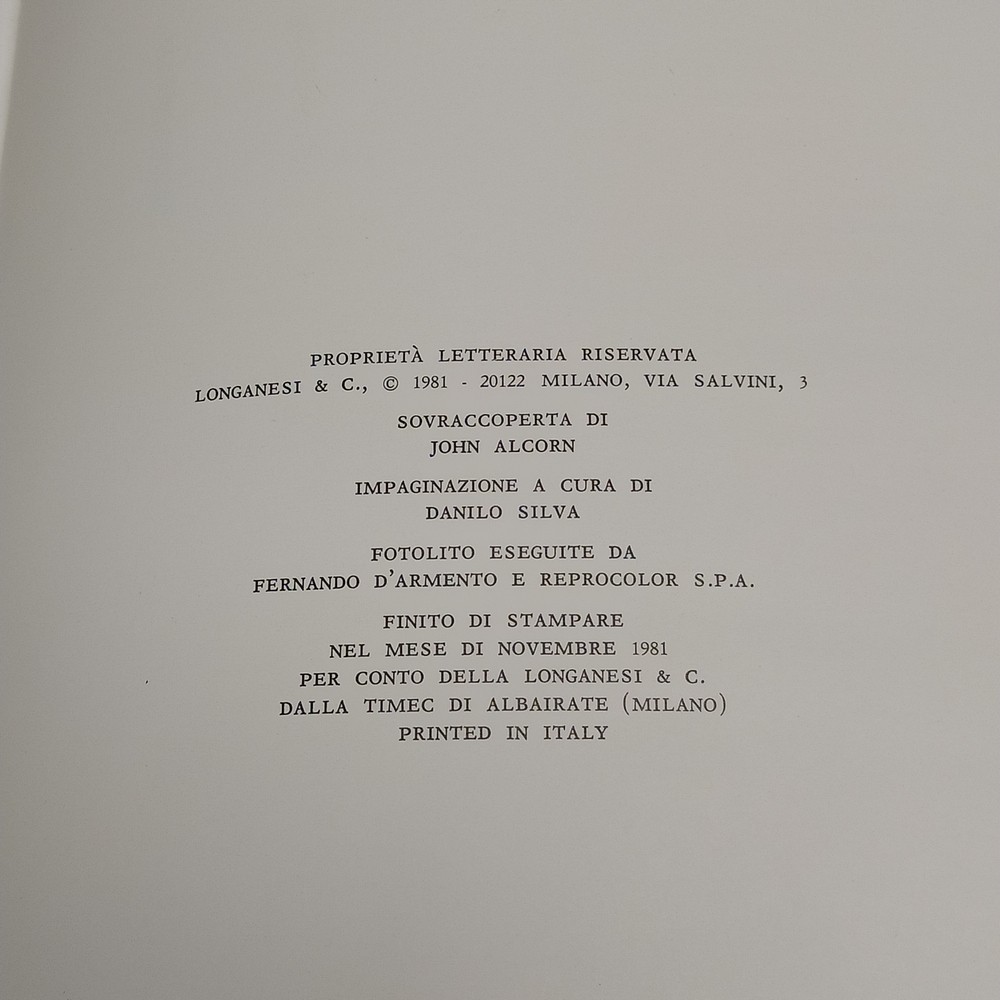 PROPRIETÀ LETTERARIA RISERVATA
LONGANESI & C., © 1981 - 20122 MILANO, VIA SALVINI, 3
SOVRACCOPERTA DI
JOHN ALCORN
IMPAGINAZIONE A CURA DI
DANILO SILVA
FOTOLITO ESEGUITE DA
FERNANDO D'ARMENTO E REPROCOLOR S.P.A.
FINITO DI STAMPARE
NEL MESE DI NOVEMBRE 1981
PER CONTO DELLA LONGANESI & C.
DALLA TIMEC DI ALBAIRATE (MILANO)
PRINTED IN ITALY